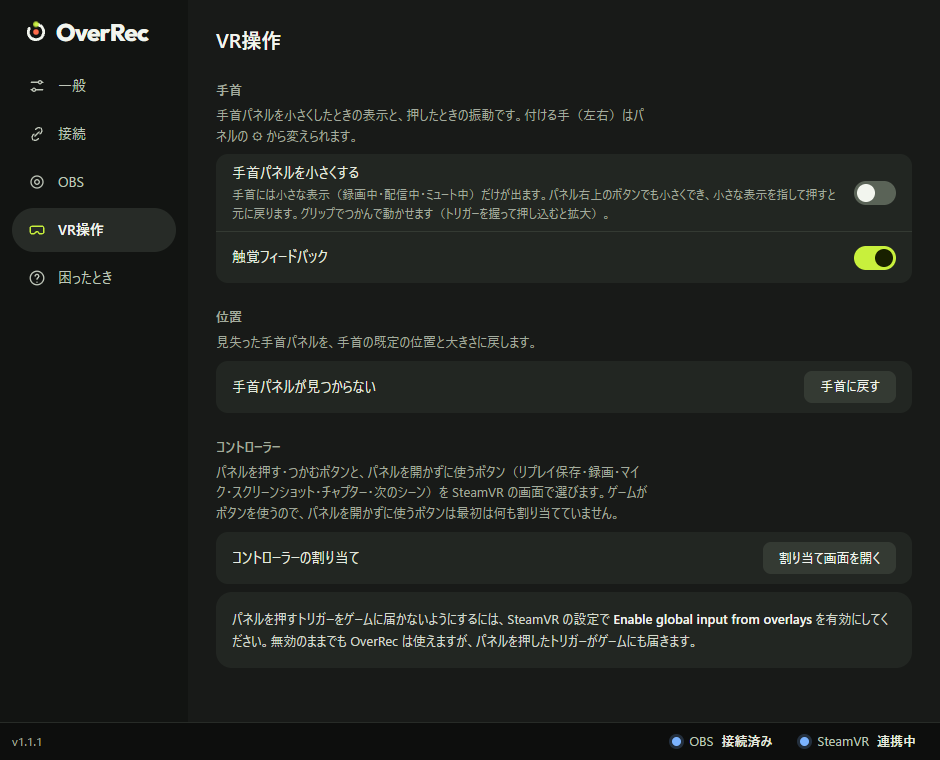 OverRec
一般
接続
OBS
VR操作
困ったとき
VR操作
手首
手首パネルを小さくしたときの表示と、押したときの振動です。付ける手（左右）はパ
ネルの ⚙ から変えられます。
手首パネルを小さくする
手首には小さな表示（録画中・配信中・ミュート中）だけが出ます。パネル右上のボタンでも小さくでき、小さな表示を指して押すと
元に戻ります。グリップでつかんで動かせます（トリガーを握って押し込むと拡大）。
触覚フィードバック
位置
見失った手首パネルを、手首の既定の位置と大きさに戻します。
手首パネルが見つからない
手首に戻す
コントローラー
パネルを押す・つかむボタンと、パネルを開かずに使うボタン（リプレイ保存・録画・マイ
ク・スクリーンショット・チャプター・次のシーン）を SteamVR の画面で選びます。ゲームが
ボタンを使うので、パネルを開かずに使うボタンは最初は何も割り当てていません。
コントローラーの割り当て
割り当て画面を開く
パネルを押すトリガーをゲームに届かないようにするには、SteamVR の設定で Enable global input from overlays を有効にしてく
ださい。無効のままでも OverRec は使えますが、パネルを押したトリガーがゲームにも届きます。
v1.1.1
OBS 接続済み
SteamVR 連携中